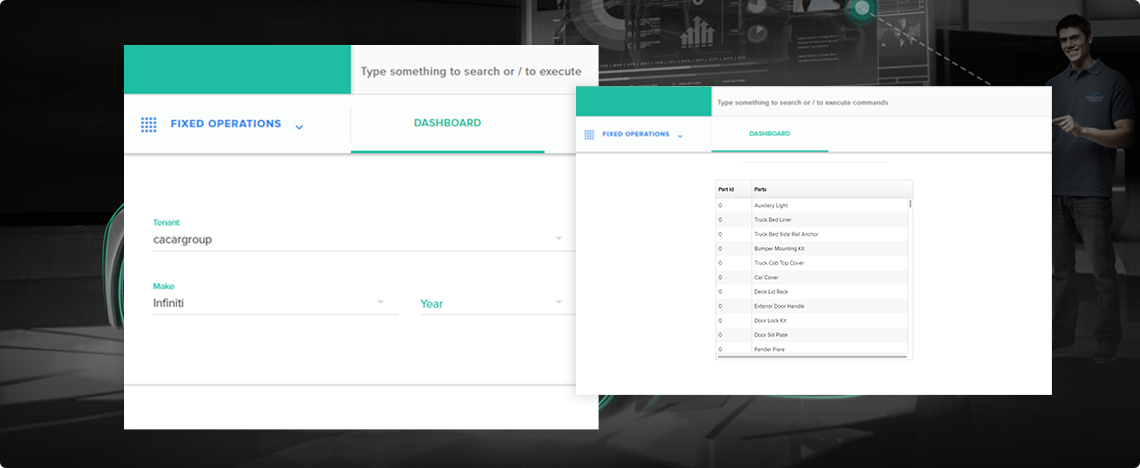 Type something to search or / to execute
FIXED OPERATIONS
DASHBOARD
Tenant
cacargroup
Make
Infiniti
Year
Type something to search or / to execute commands
FIXED OPERATIONS
DASHBOARD
Part Id Parts
0 Auxiliary Light
0 Truck Bed Liner
0 Truck Bed Side Rail Anchor
0 Bumper Mounting Kit
0 Truck Cab Top Cover
0 Car Cover
0 Deck Lid Rack
0 Exterior Door Handle
0 Door Lock Kit
0 Door Sill Plate
0 Fender Flare